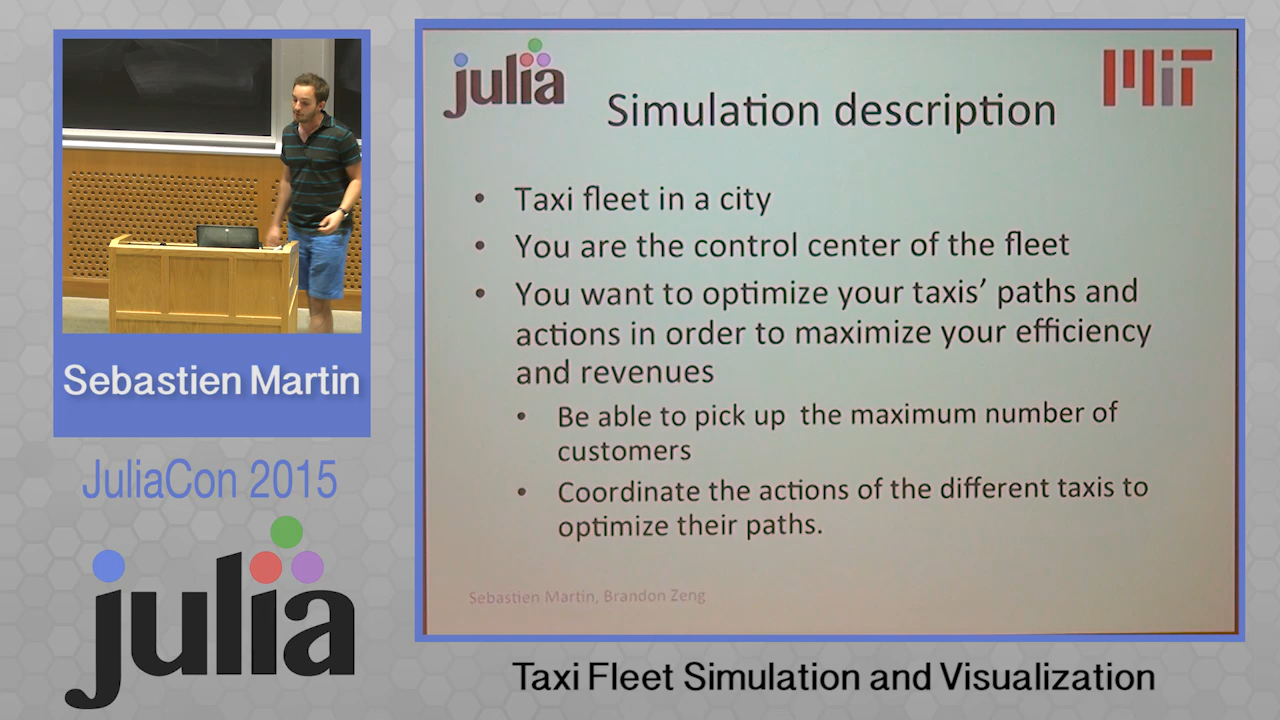 Sebastien Martin
JuliaCon 2015
julia
julia
MIT
Simulation description
• Taxi fleet in a city
• You are the control center of the fleet
• You want to optimize your taxis' paths and
actions in order to maximize your efficiency
and revenues
• Be able to pick up the maximum number of
customers
• Coordinate the actions of the different taxis to
optimize their paths.
Sebastien Martin, Brandon Zeng
Taxi Fleet Simulation and Visualization